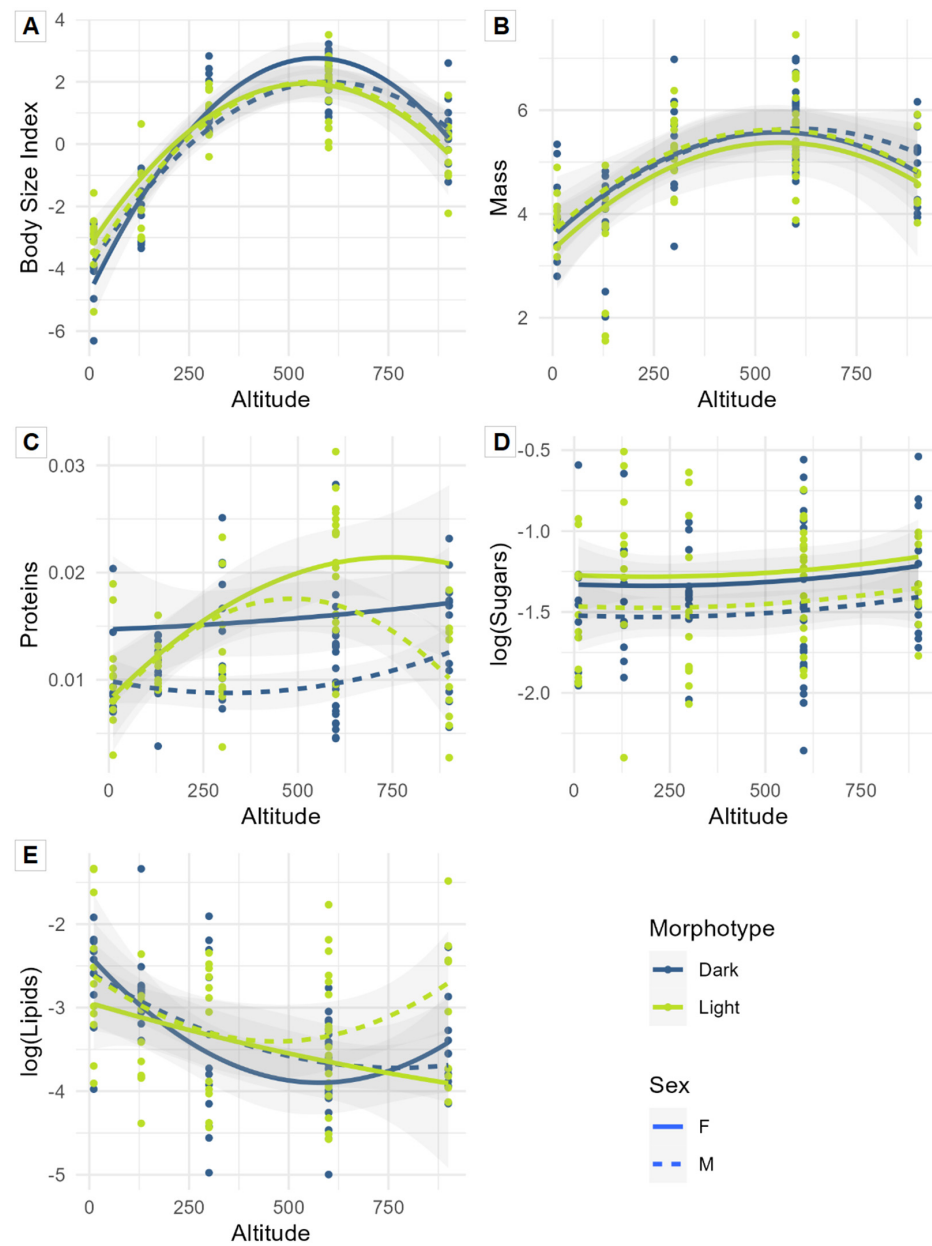 A
Body Size Index
4
2
0
-2
-4
-6
0 250 500 750
Altitude
B
Mass
6
4
2
0 250 500 750
Altitude
C
Proteins
0.03
0.02
0.01
0 250 500 750
Altitude
D
log(Sugars)
-0.5
-1.0
-1.5
-2.0
0 250 500 750
Altitude
E
log(Lipids)
-2
-3
-4
-5
0 250 500 750
Altitude
Morphotype
Dark
Light
Sex
F
M